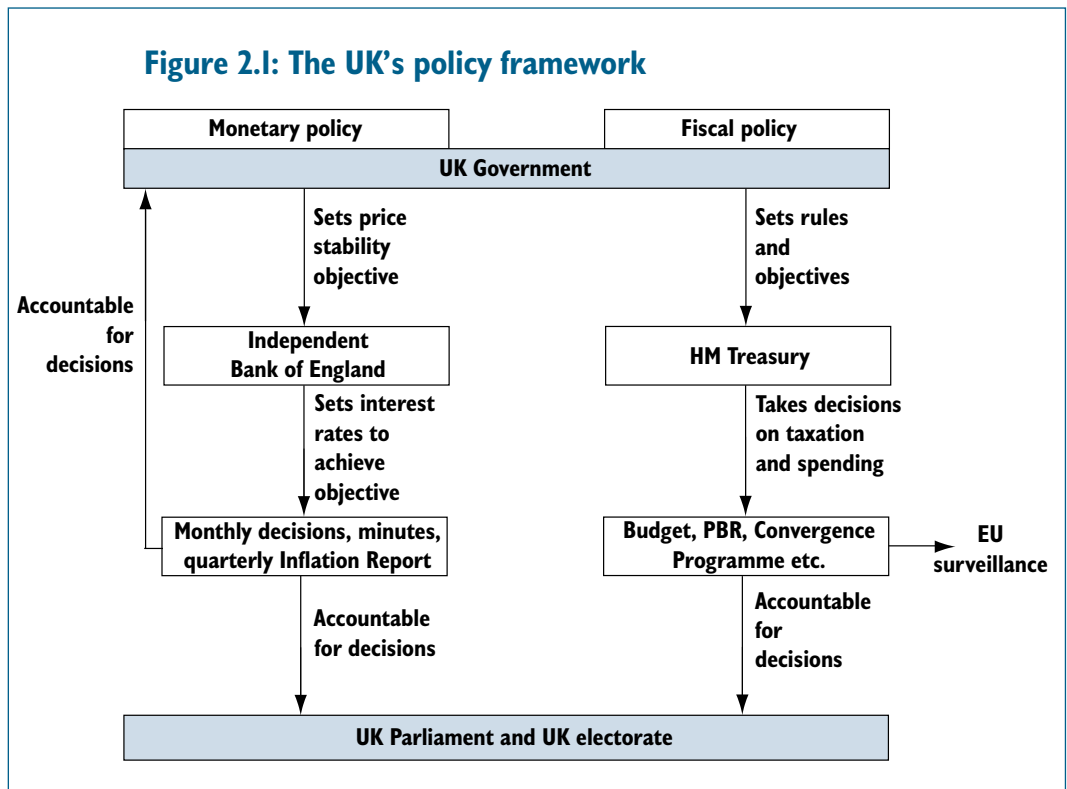 Figure 2.1: The UK's policy framework
Monetary policy
Fiscal policy
UK Government
Sets price
stability
objective
Sets rules
and
objectives
Accountable
for
decisions
Independent
Bank of England
HM Treasury
Sets interest
rates to
achieve
objective
Takes decisions
on taxation
and spending
Monthly decisions, minutes,
quarterly Inflation Report
Budget, PBR, Convergence
Programme etc.
EU
surveillance
Accountable
for decisions
Accountable
for
decisions
UK Parliament and UK electorate